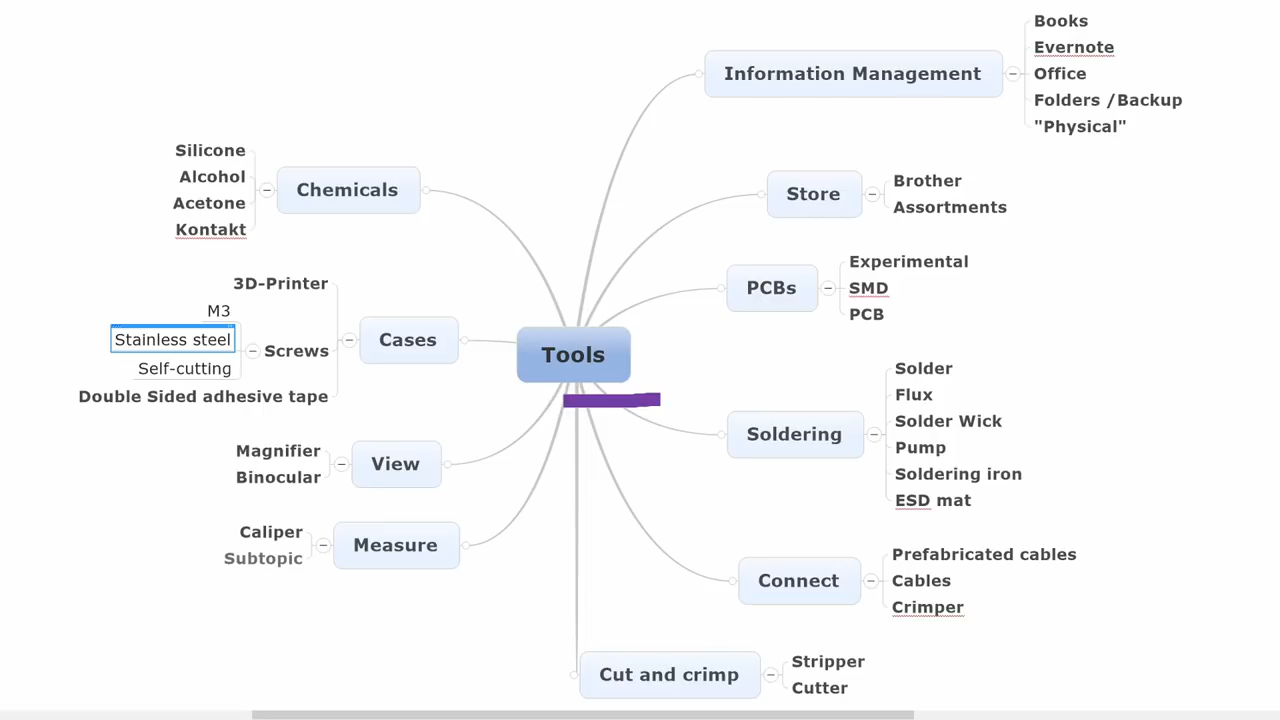 Tools
Information Management
Books
Evernote
Office
Folders /Backup
"Physical"
Store
Brother
Assortments
PCBs
Experimental
SMD
PCB
Soldering
Solder
Flux
Solder Wick
Pump
Soldering iron
ESD mat
Connect
Prefabricated cables
Cables
Crimper
Cut and crimp
Stripper
Cutter
Chemicals
Silicone
Alcohol
Acetone
Kontakt
Cases
3D-Printer
Screws
M3
Stainless steel
Self-cutting
Double Sided adhesive tape
View
Magnifier
Binocular
Measure
Caliper
Subtopic